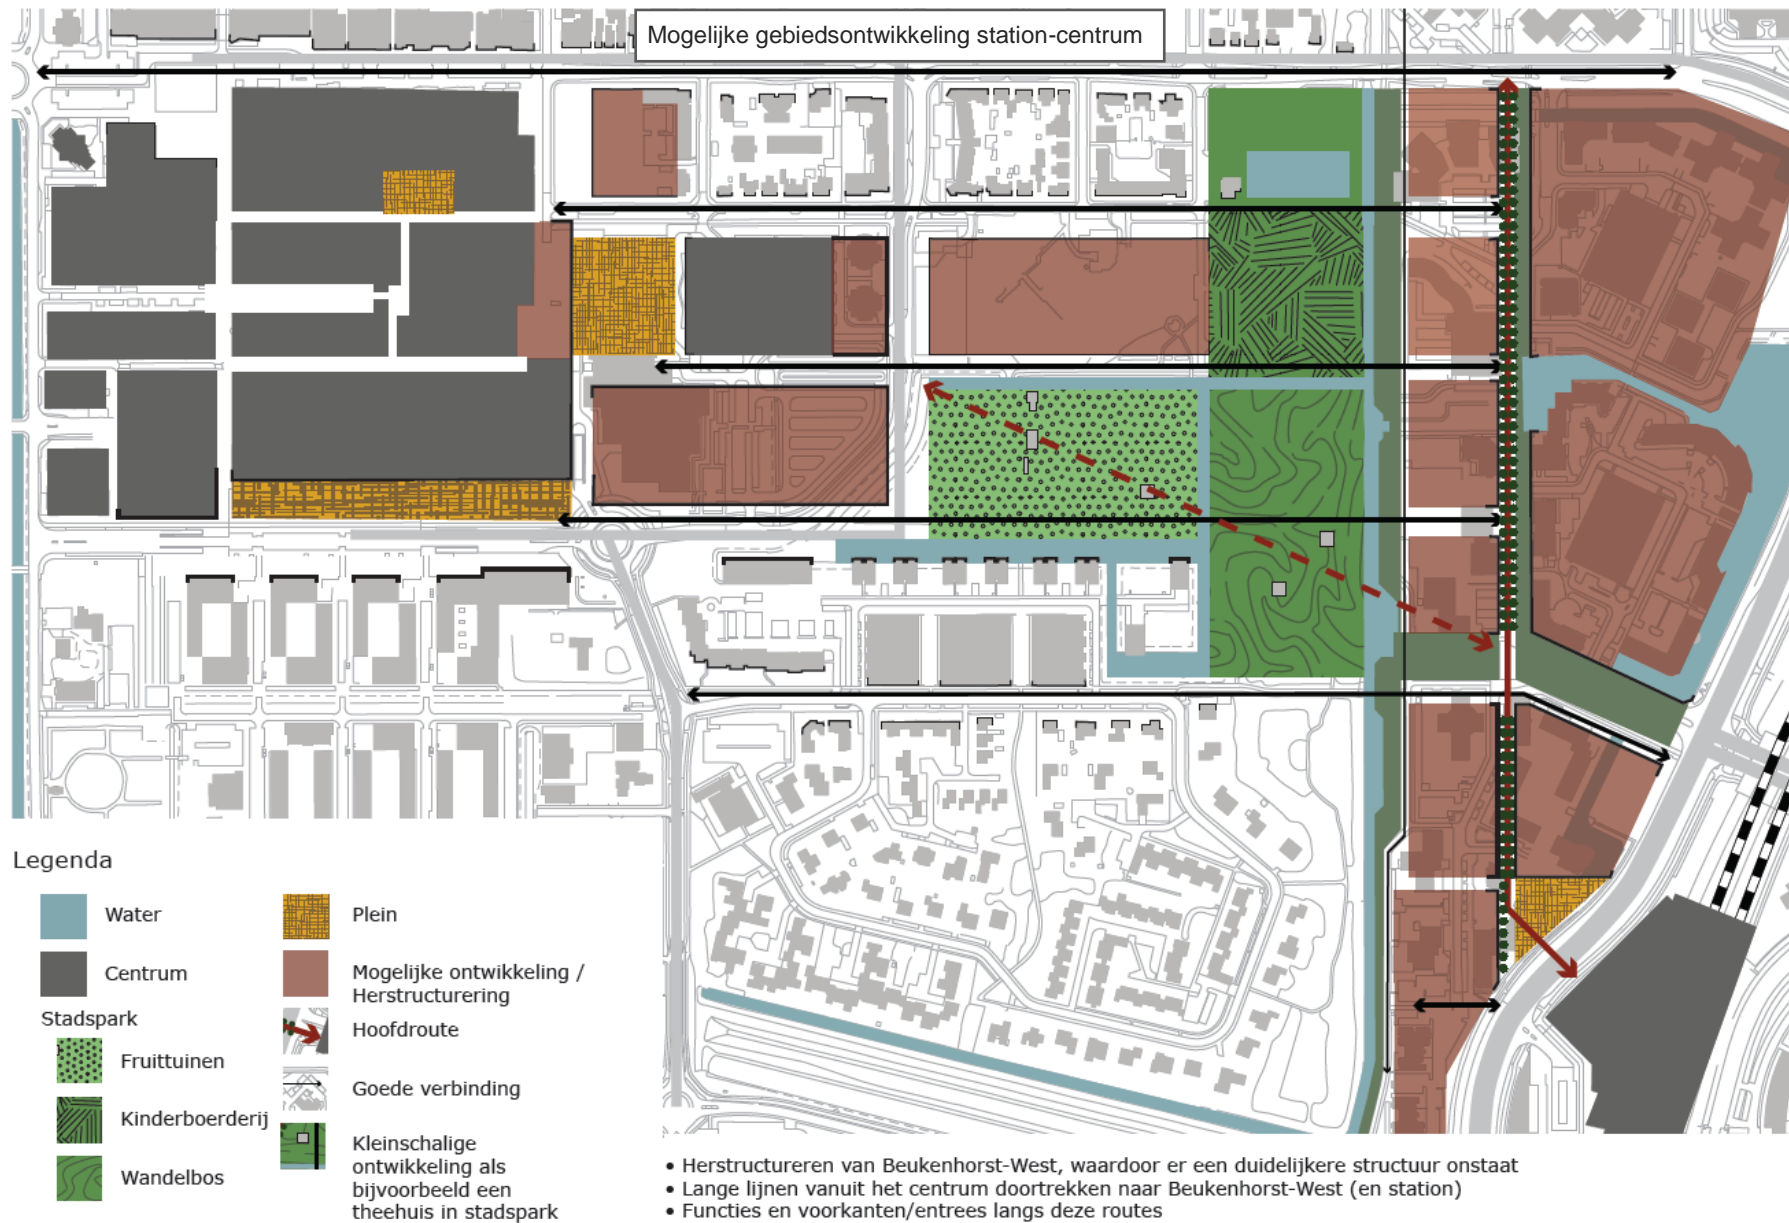 Mogelijke gebiedsontwikkeling station-centrum
Legenda
Water
Centrum
Stadspark
Fruittuinen
Kinderboerderij
Wandelbos
Plein
Mogelijke ontwikkeling /
Herstructurering
Hoofdroute
Goede verbinding
Kleinschalige
ontwikkeling als
bijvoorbeeld een
theehuis in stadspark
• Herstructureren van Beukenhorst-West, waardoor er een duidelijkere structuur onstaat
• Lange lijnen vanuit het centrum doortrekken naar Beukenhorst-West (en station)
• Functies en voorkanten/entrees langs deze routes